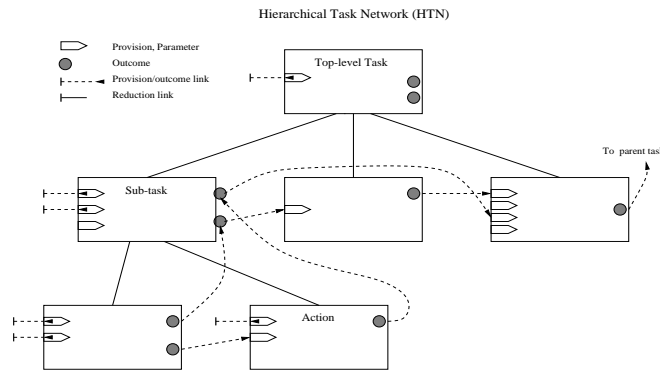 Hierarchical Task Network (HTN)
Provision, Parameter
Outcome
Provision/outcome link
Reduction link
Top-level Task
To parent tas
Sub-task
Action